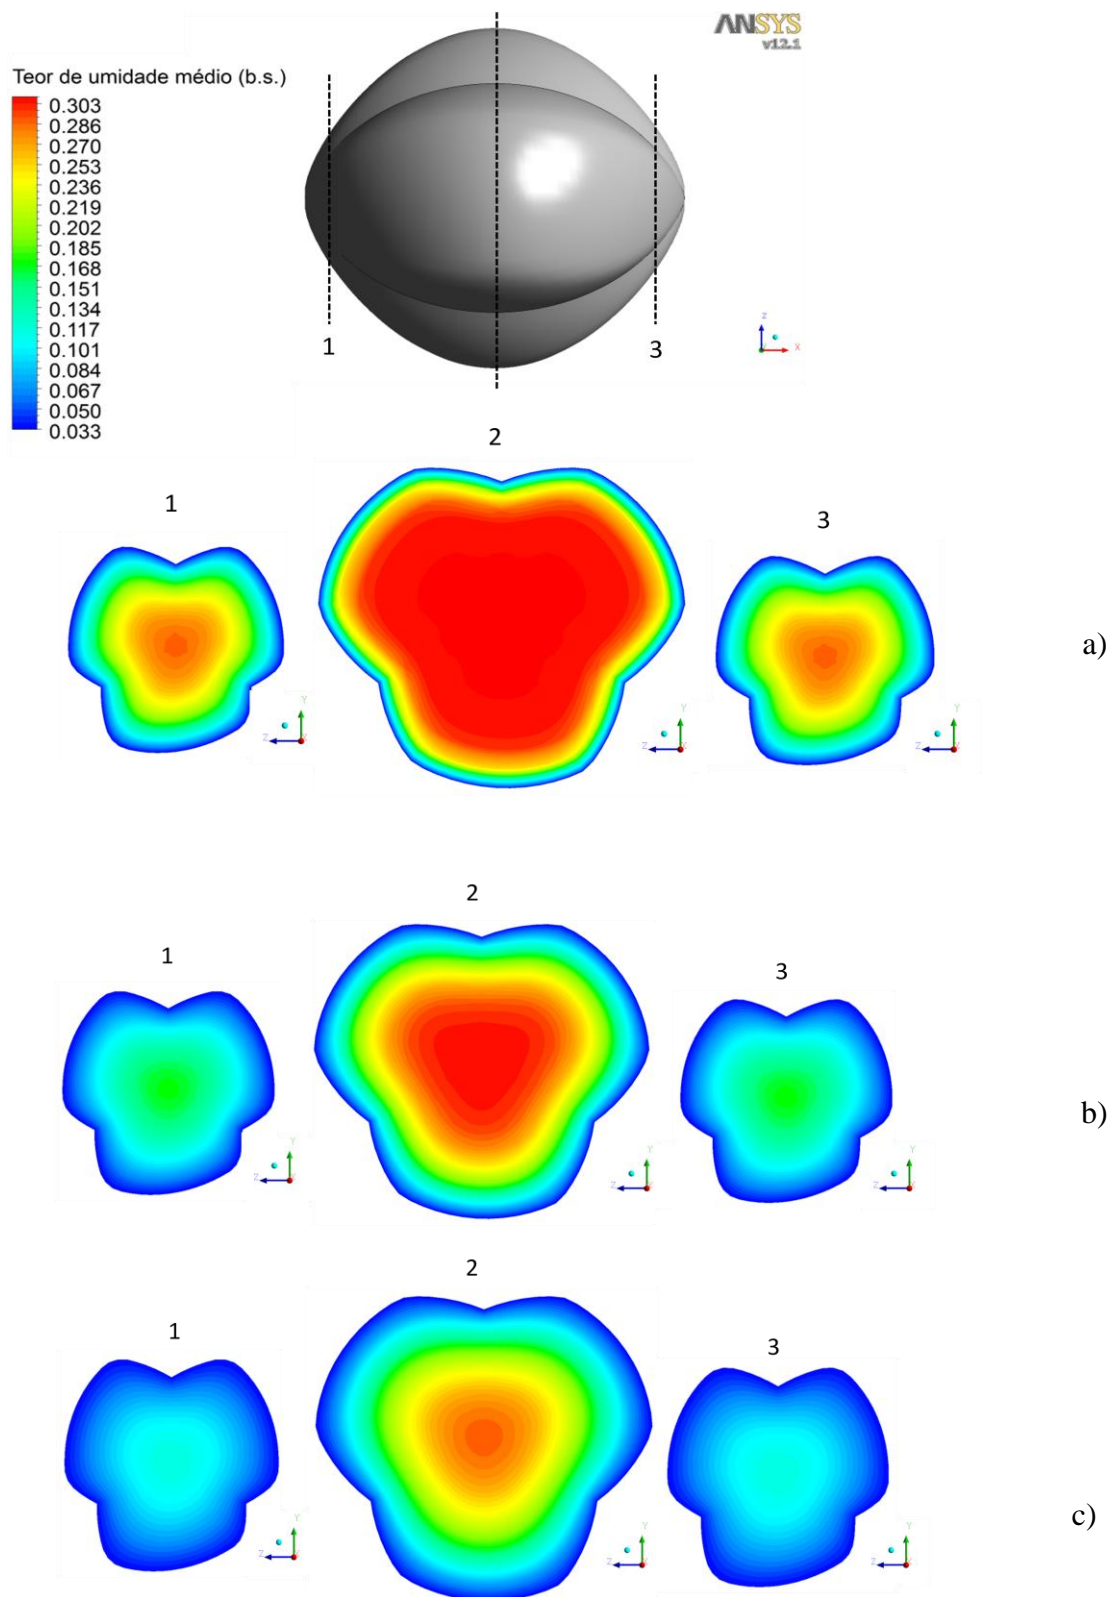 ANSYS
v12.1
Teor de umidade médio (b.s.)
0.303
0.286
0.270
0.253
0.236
0.219
0.202
0.185
0.168
0.151
0.134
0.117
0.101
0.084
0.067
0.050
0.033
1
3
z
x
2
1
3
a)
Y
Z
Y
Z
Y
Z
2
1
3
b)
Y
Z
Y
Z
Y
Z
2
1
3
c)
Y
Z
Y
Z
Y
Z